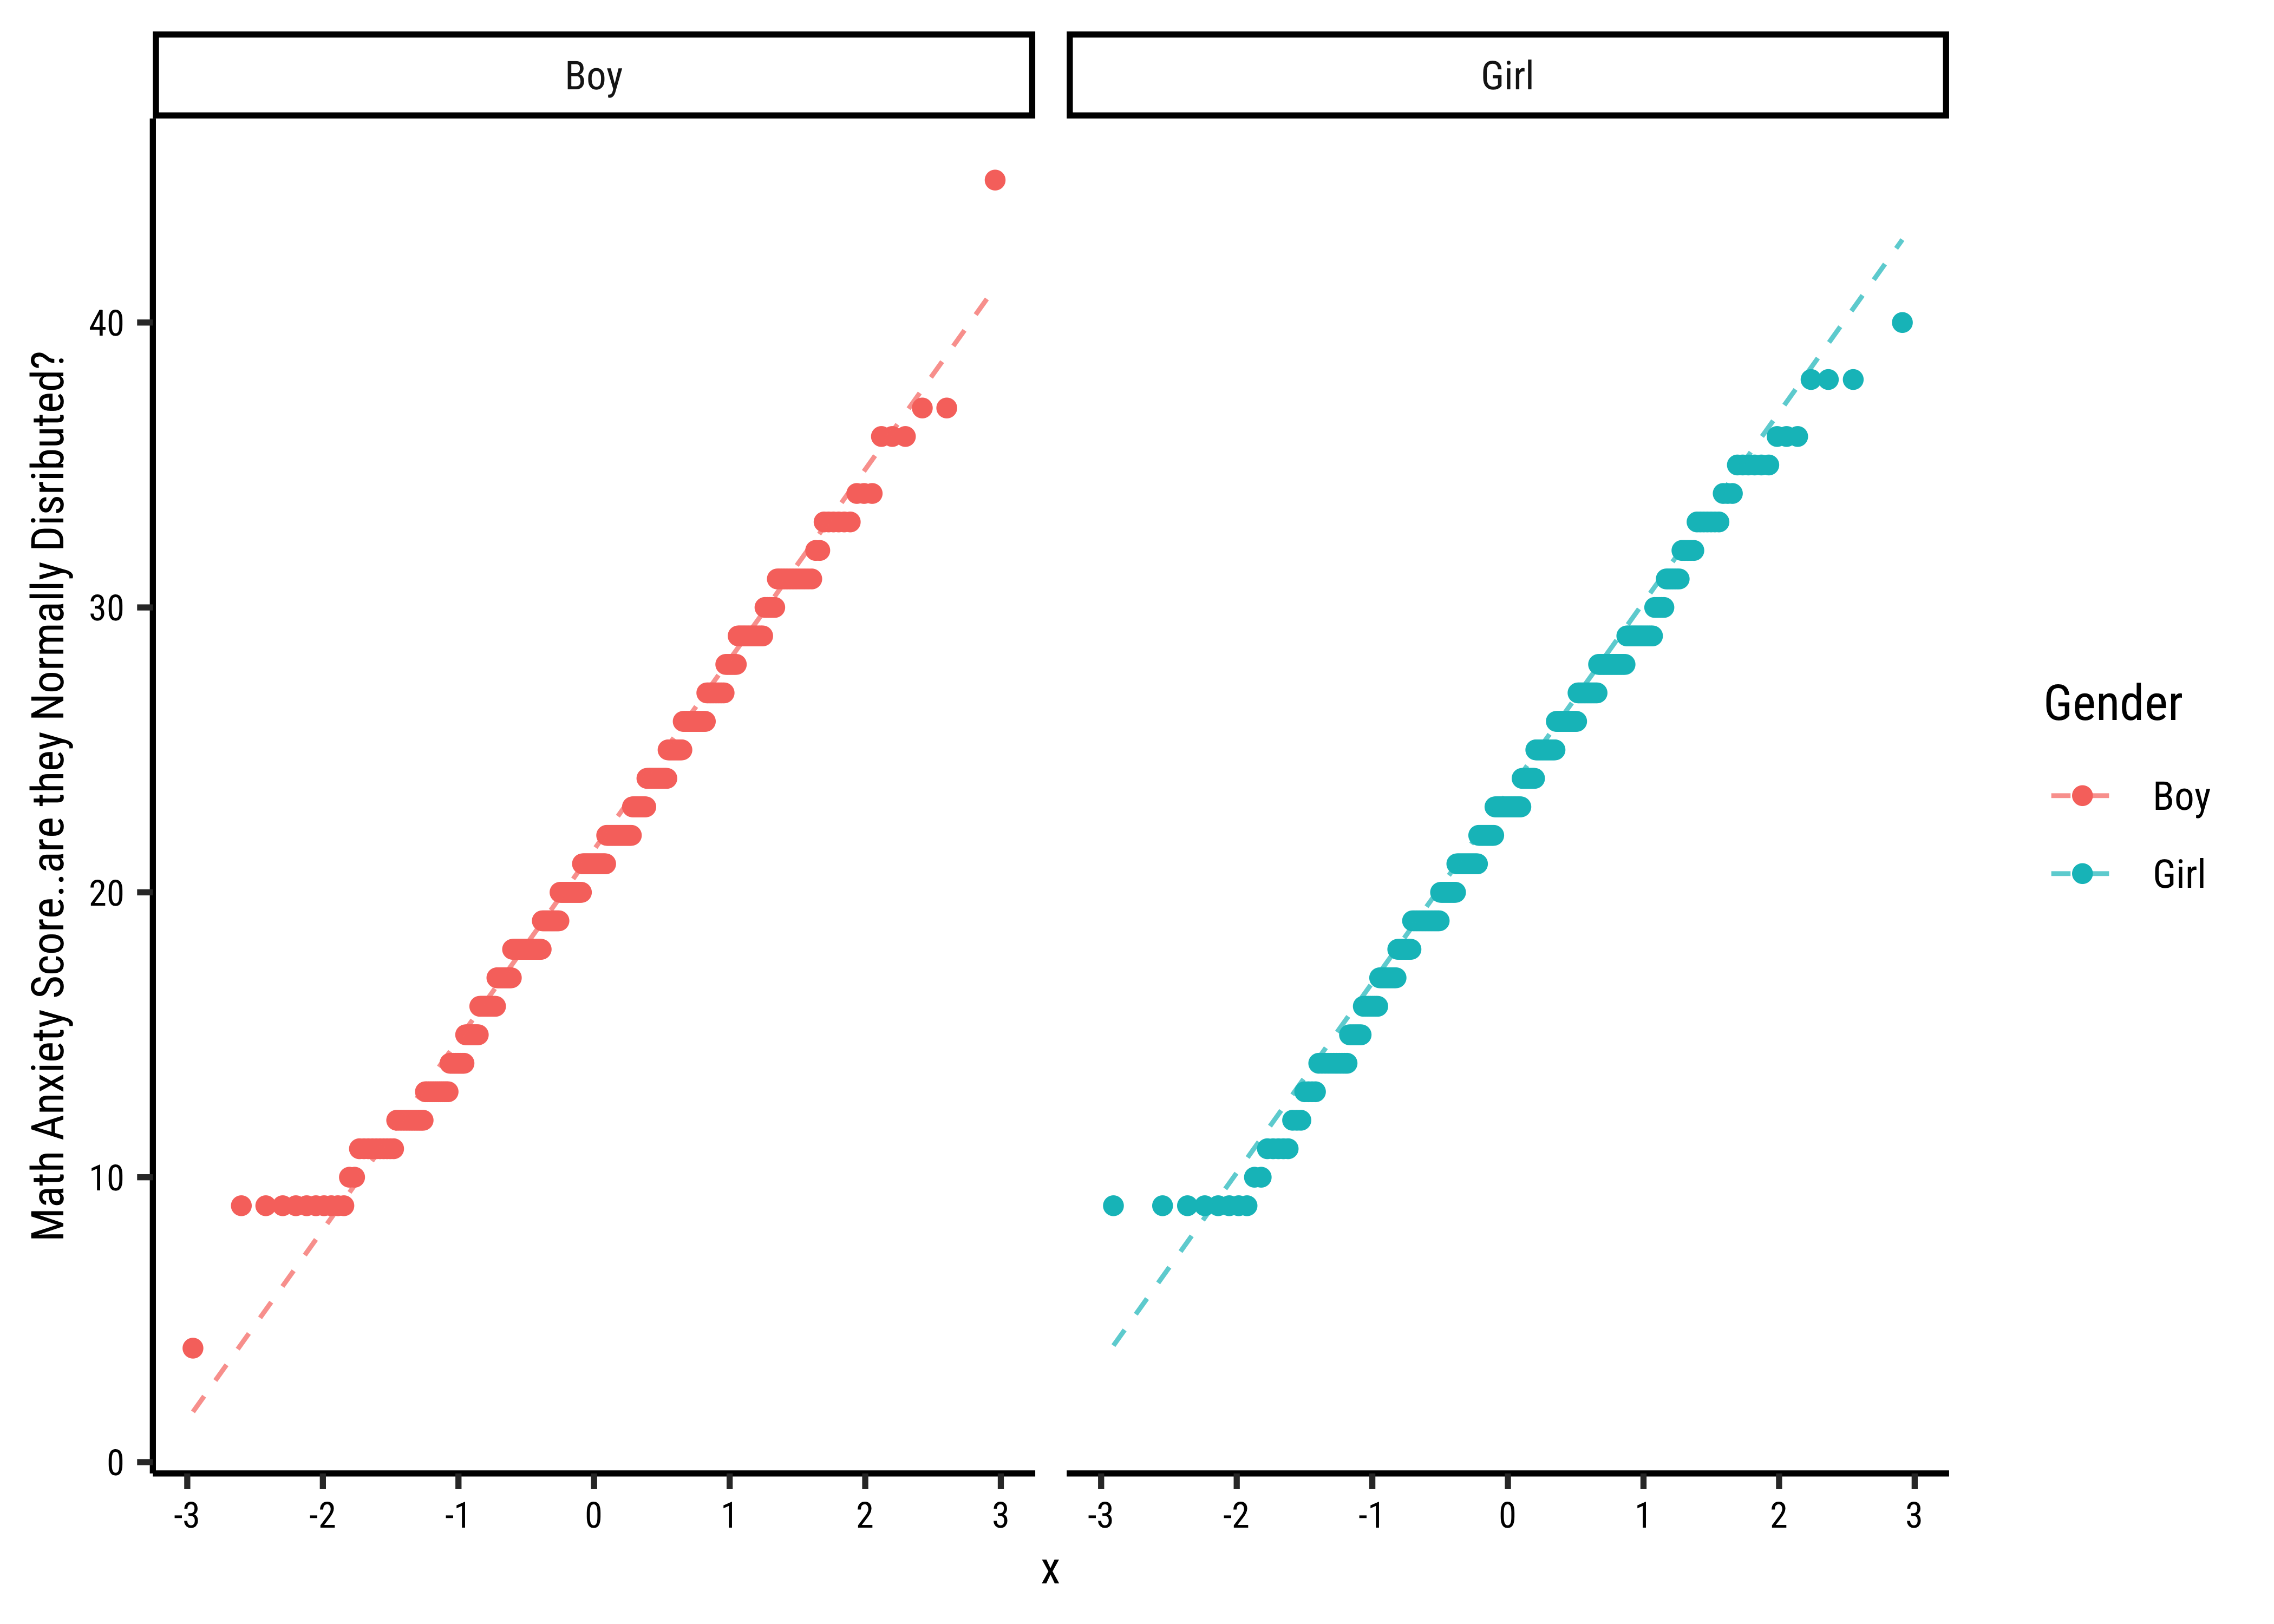 Boy
Girl
Math Anxiety Score..are they Normally Disributed?
40
30
20
10
0
-3 -2 -1 0 1 2 3
-3 -2 -1 0 1 2 3
x
Gender
Boy
Girl